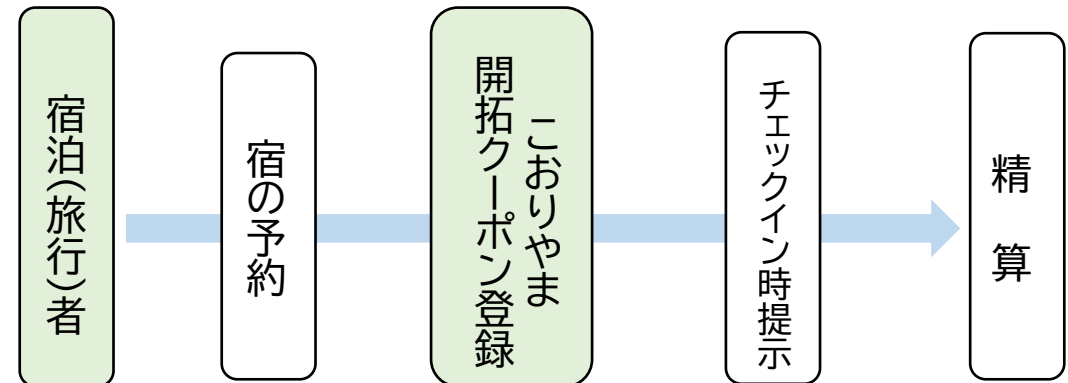 宿泊(旅行)者
宿の予約
こおりやま
開拓クーポン登録
チェックイン時提示
精算